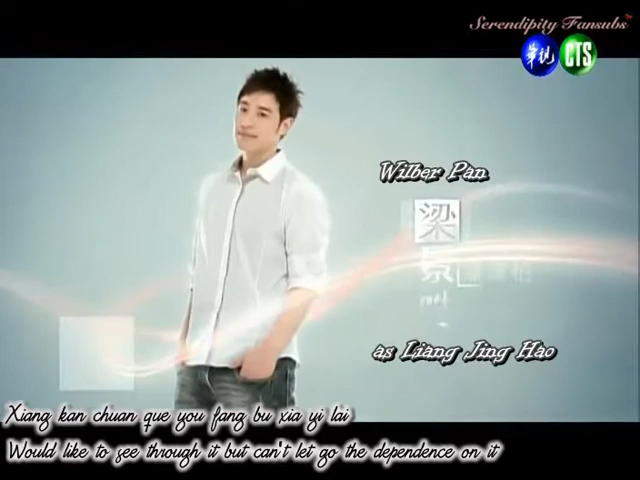 Serendipity Fansubs
華視 CTS
Wilber Pan
梁
景
as Liang Jing Hao
Xiang kan chuan que you fang bu xia yi lai
Would like to see through it but can't let go the dependence on it